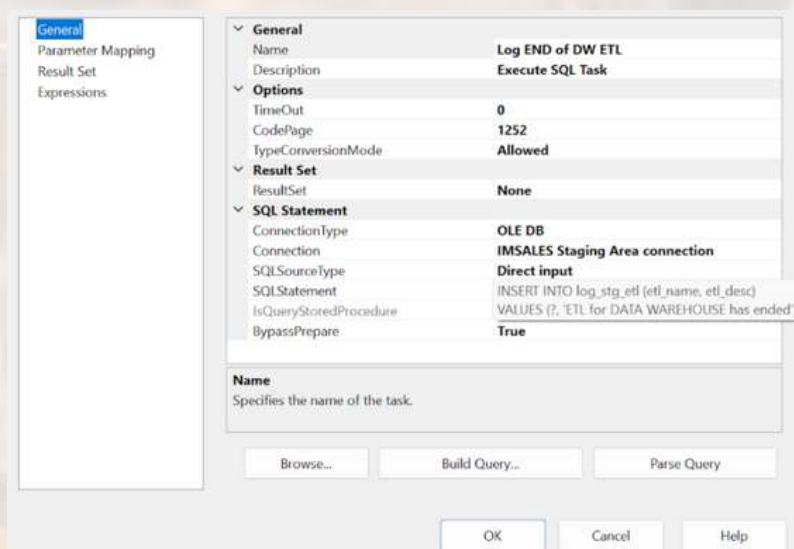 General
Parameter Mapping
Result Set
Expressions
General
Name Log END of DW ETL
Description Execute SQL Task
Options
TimeOut 0
CodePage 1252
TypeConversionMode Allowed
Result Set
ResultSet None
SQL Statement
ConnectionType OLE DB
Connection IMSALES Staging Area connection
SQLSourceType Direct input
SQLStatement INSERT INTO log_stg_etl (etl_name, etl_desc)
IsQueryStoredProcedure VALUES (?, 'ETL for DATA WAREHOUSE has ended'
BypassPrepare True
Name
Specifies the name of the task.
Browse... Build Query... Parse Query
OK Cancel Help